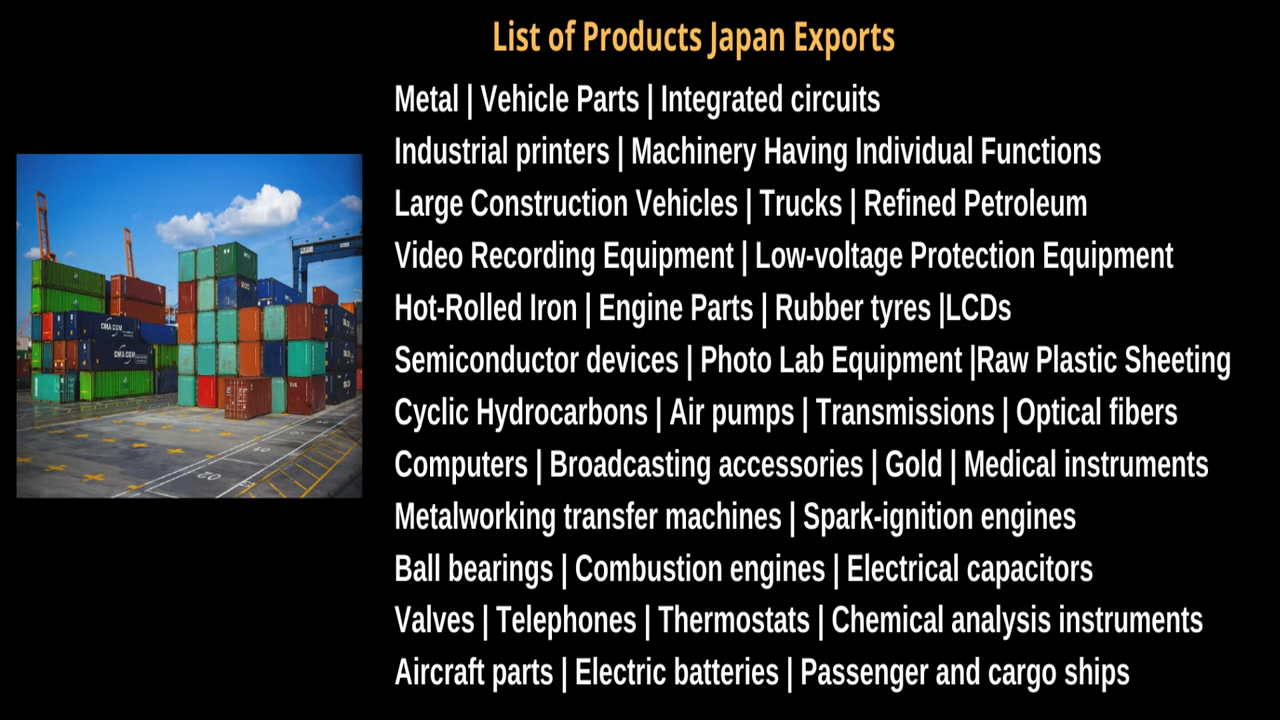 List of Products Japan Exports
Metal | Vehicle Parts | Integrated circuits
Industrial printers | Machinery Having Individual Functions
Large Construction Vehicles | Trucks | Refined Petroleum
Video Recording Equipment | Low-voltage Protection Equipment
Hot-Rolled Iron | Engine Parts | Rubber tyres |LCDs
Semiconductor devices | Photo Lab Equipment |Raw Plastic Sheeting
Cyclic Hydrocarbons | Air pumps | Transmissions | Optical fibers
Computers | Broadcasting accessories | Gold | Medical instruments
Metalworking transfer machines | Spark-ignition engines
Ball bearings | Combustion engines | Electrical capacitors
Valves | Telephones | Thermostats | Chemical analysis instruments
Aircraft parts | Electric batteries | Passenger and cargo ships
CMA CGM
CMA CGM